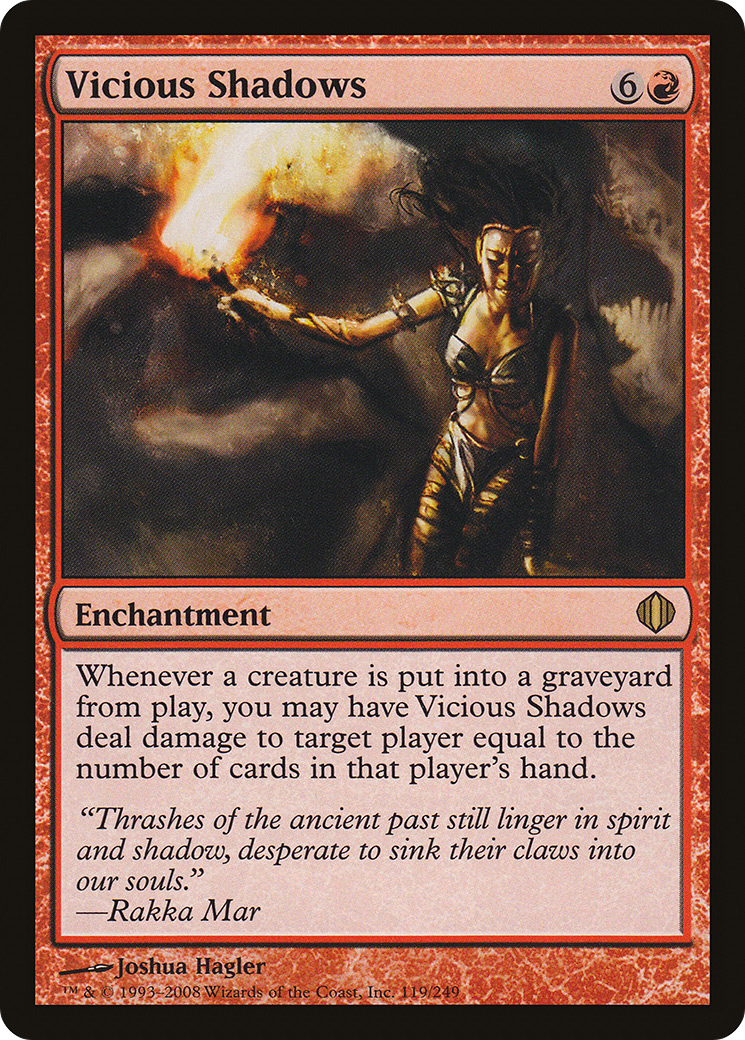 Vicious Shadows 6
Enchantment
Whenever a creature is put into a graveyard
from play, you may have Vicious Shadows
deal damage to target player equal to the
number of cards in that player's hand.
“Thrashes of the ancient past still linger in spirit
and shadow, desperate to sink their claws into
our souls.”
—Rakka Mar
Joshua Hagler
™ & © 1993–2008 Wizards of the Coast, Inc. 119/249